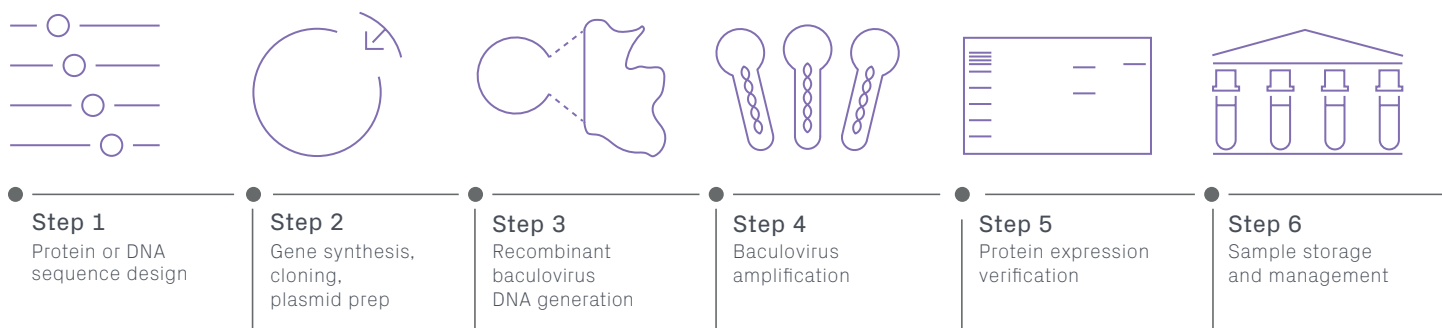 Step 1
Protein or DNA
sequence design
Step 2
Gene synthesis,
cloning,
plasmid prep
Step 3
Recombinant
baculovirus
DNA generation
Step 4
Baculovirus
amplification
Step 5
Protein expression
verification
Step 6
Sample storage
and management